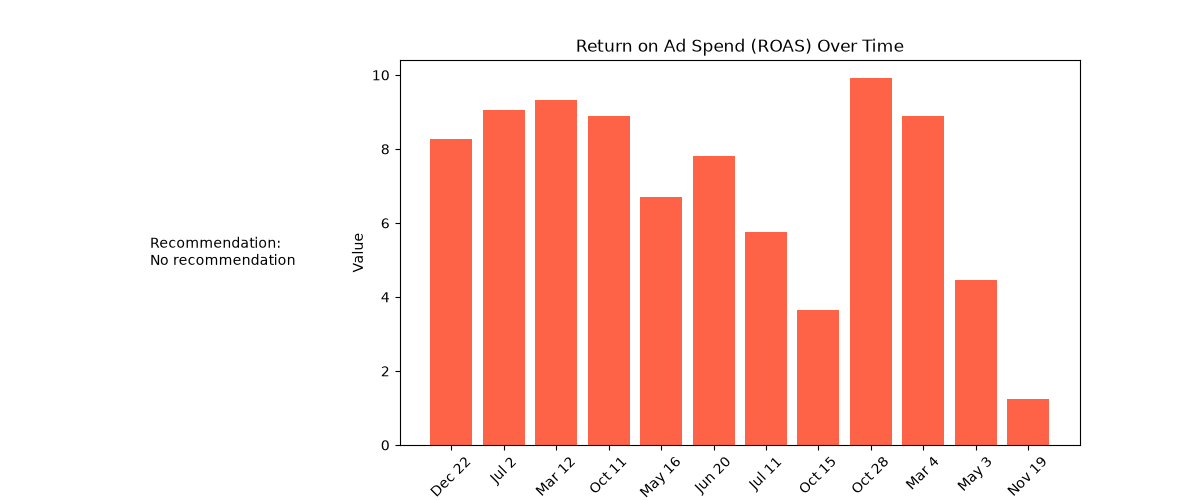 Return on Ad Spend (ROAS) Over Time
Recommendation:
No recommendation
Value
10
8
6
4
2
0
Dec 22
Jul 2
Mar 12
Oct 11
May 16
Jun 20
Jul 11
Oct 15
Oct 28
Mar 4
May 3
Nov 19